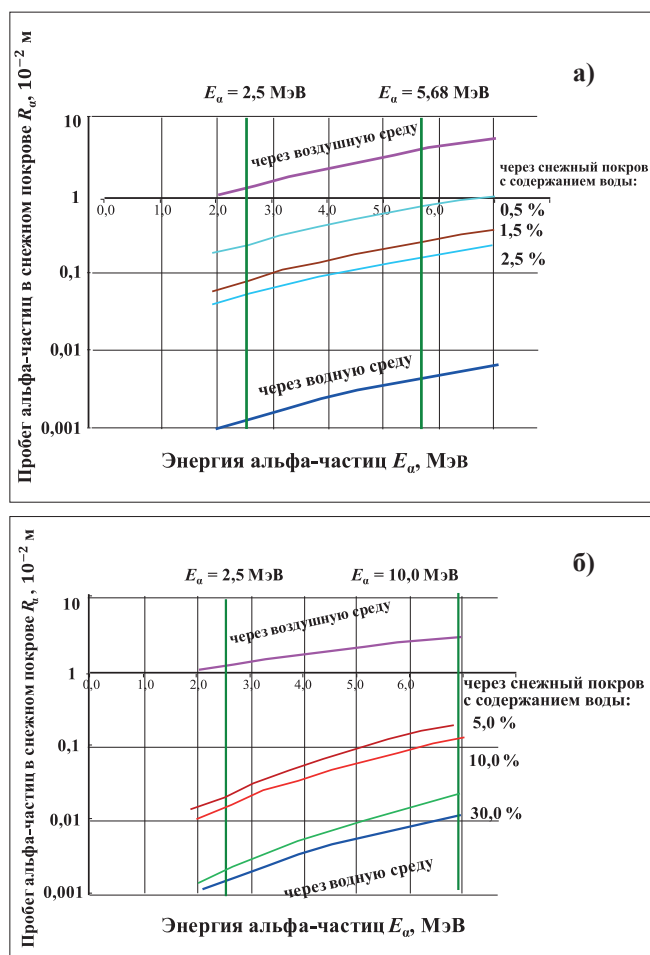 а)
Eα = 2,5 МэВ
Eα = 5,68 МэВ
Пробег альфа-частиц в снежном покрове Rα, 10⁻² м
10
1
0,1
0,01
0,001
0,0
1,0
2,0
3,0
4,0
5,0
6,0
через воздушную среду
через снежный покров
с содержанием воды:
0,5 %
1,5 %
2,5 %
через водную среду
Энергия альфа-частиц Eα, МэВ
б)
Eα = 2,5 МэВ
Eα = 10,0 МэВ
Пробег альфа-частиц в снежном покрове Rα, 10⁻² м
10
1
0,1
0,01
0,001
0,0
1,0
2,0
3,0
4,0
5,0
6,0
через воздушную среду
через снежный покров
с содержанием воды:
5,0 %
10,0 %
30,0 %
через водную среду
Энергия альфа-частиц Eα, МэВ